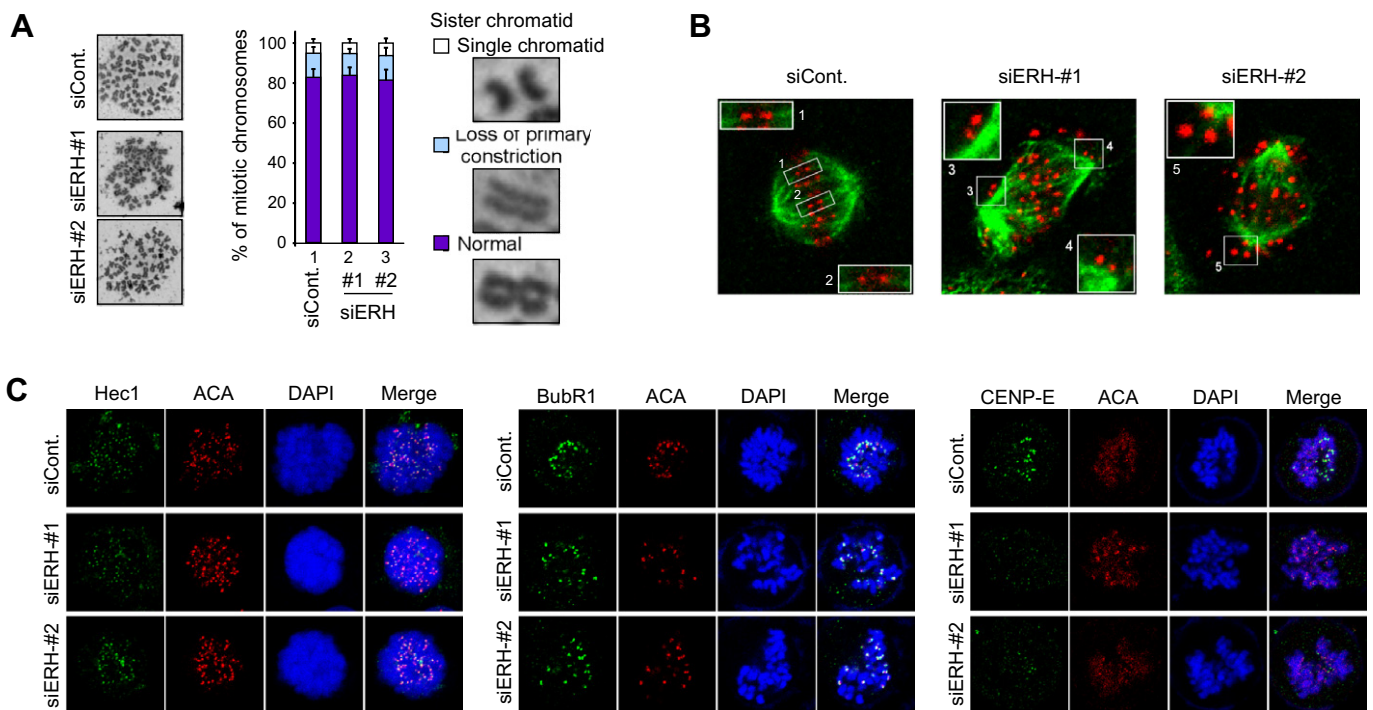 A
siCont.
siERH-#1
siERH-#2
% of mitotic chromosomes
100
80
60
40
20
0
1 2 3
siCont. #1 #2
siERH
Sister chromatid
Single chromatid
Loss of primary
constriction
Normal
B
siCont. siERH-#1 siERH-#2
1
1
2
2
3
3
4
4
5
5
C
Hec1 ACA DAPI Merge
siCont.
siERH-#1
siERH-#2
BubR1 ACA DAPI Merge
siCont.
siERH-#1
siERH-#2
CENP-E ACA DAPI Merge
siCont.
siERH-#1
siERH-#2